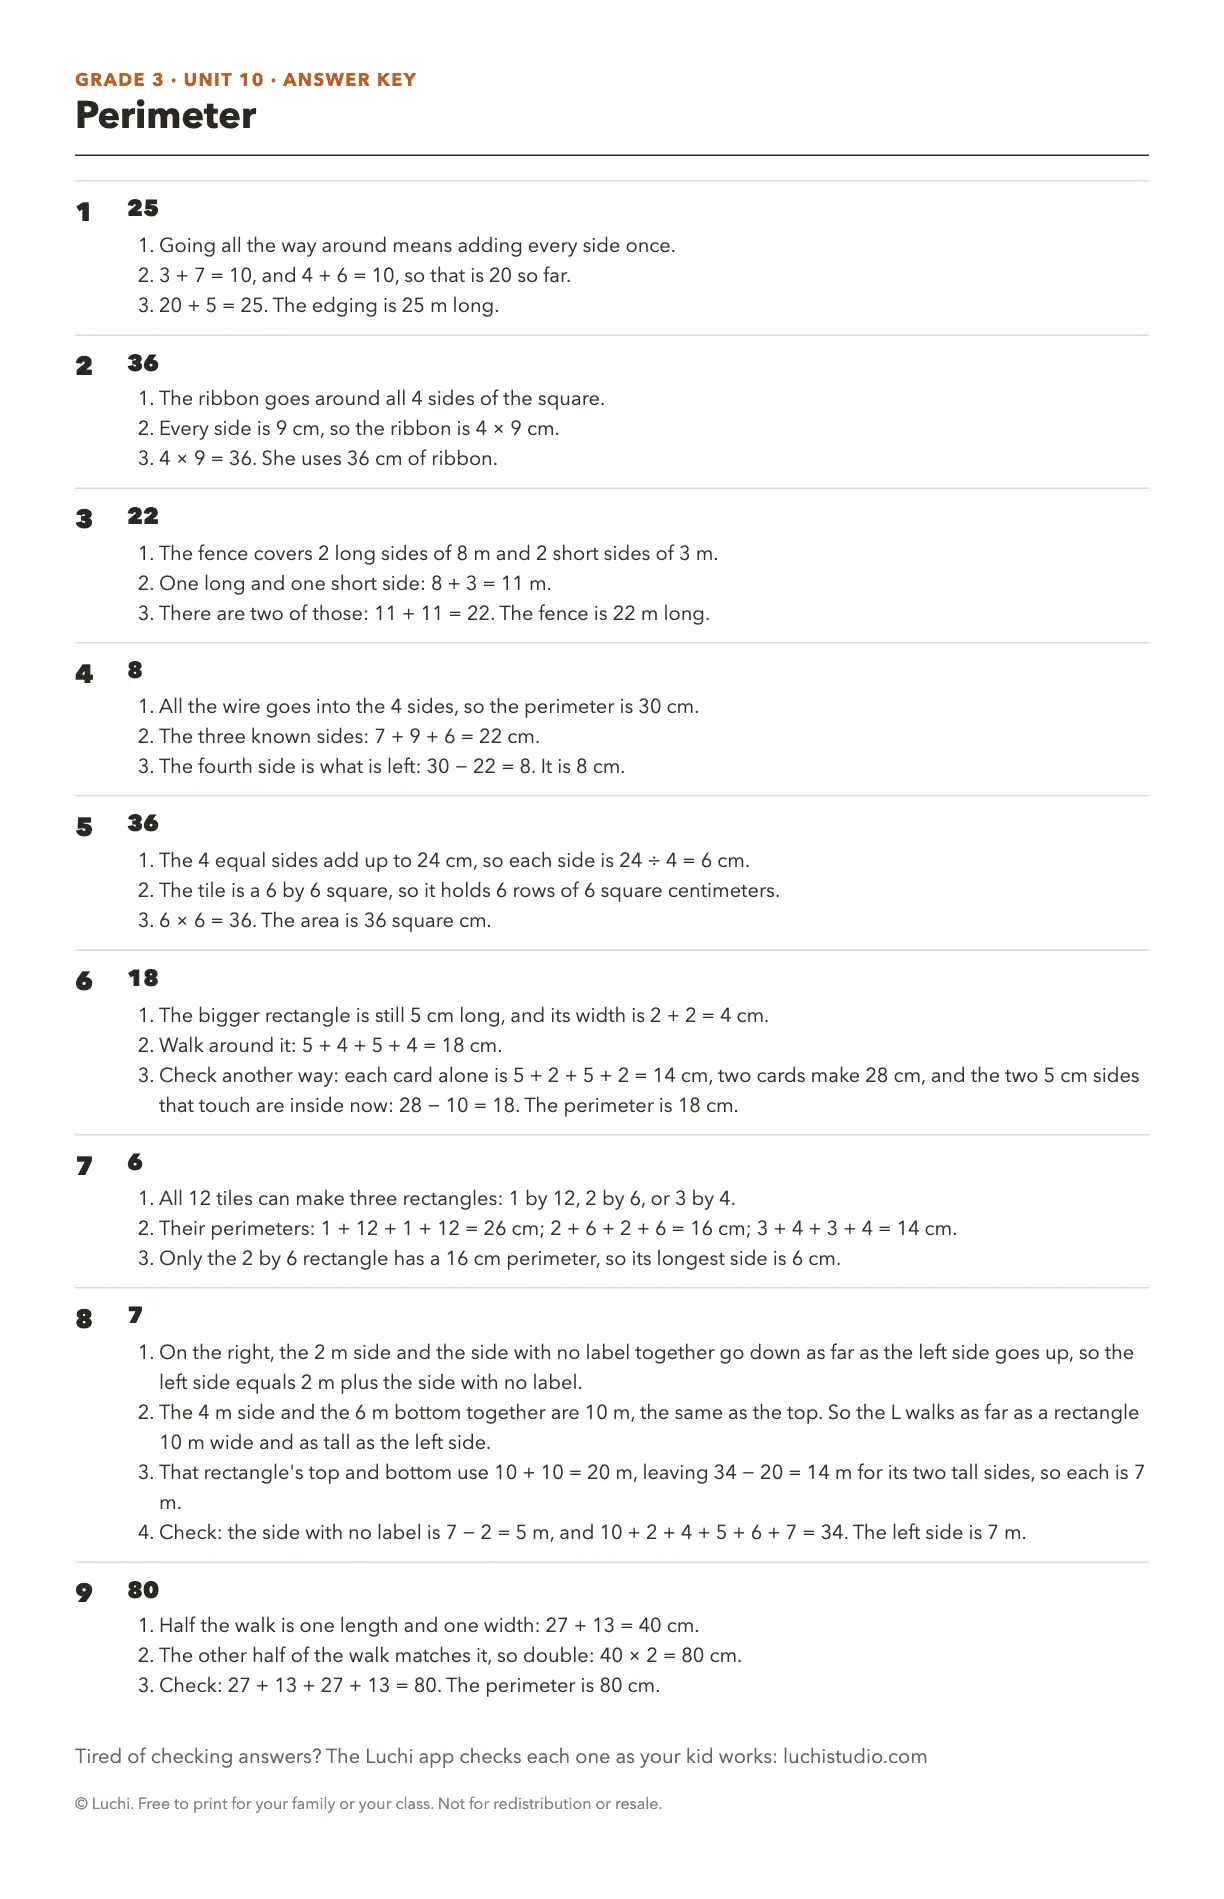 GRADE 3 · UNIT 10 · ANSWER KEY
Perimeter
1 25
1. Going all the way around means adding every side once.
2. 3 + 7 = 10, and 4 + 6 = 10, so that is 20 so far.
3. 20 + 5 = 25. The edging is 25 m long.
2 36
1. The ribbon goes around all 4 sides of the square.
2. Every side is 9 cm, so the ribbon is 4 × 9 cm.
3. 4 × 9 = 36. She uses 36 cm of ribbon.
3 22
1. The fence covers 2 long sides of 8 m and 2 short sides of 3 m.
2. One long and one short side: 8 + 3 = 11 m.
3. There are two of those: 11 + 11 = 22. The fence is 22 m long.
4 8
1. All the wire goes into the 4 sides, so the perimeter is 30 cm.
2. The three known sides: 7 + 9 + 6 = 22 cm.
3. The fourth side is what is left: 30 − 22 = 8. It is 8 cm.
5 36
1. The 4 equal sides add up to 24 cm, so each side is 24 ÷ 4 = 6 cm.
2. The tile is a 6 by 6 square, so it holds 6 rows of 6 square centimeters.
3. 6 × 6 = 36. The area is 36 square cm.
6 18
1. The bigger rectangle is still 5 cm long, and its width is 2 + 2 = 4 cm.
2. Walk around it: 5 + 4 + 5 + 4 = 18 cm.
3. Check another way: each card alone is 5 + 2 + 5 + 2 = 14 cm, two cards make 28 cm, and the two 5 cm sides
that touch are inside now: 28 − 10 = 18. The perimeter is 18 cm.
7 6
1. All 12 tiles can make three rectangles: 1 by 12, 2 by 6, or 3 by 4.
2. Their perimeters: 1 + 12 + 1 + 12 = 26 cm; 2 + 6 + 2 + 6 = 16 cm; 3 + 4 + 3 + 4 = 14 cm.
3. Only the 2 by 6 rectangle has a 16 cm perimeter, so its longest side is 6 cm.
8 7
1. On the right, the 2 m side and the side with no label together go down as far as the left side goes up, so the
left side equals 2 m plus the side with no label.
2. The 4 m side and the 6 m bottom together are 10 m, the same as the top. So the L walks as far as a rectangle
10 m wide and as tall as the left side.
3. That rectangle's top and bottom use 10 + 10 = 20 m, leaving 34 − 20 = 14 m for its two tall sides, so each is 7
m.
4. Check: the side with no label is 7 − 2 = 5 m, and 10 + 2 + 4 + 5 + 6 + 7 = 34. The left side is 7 m.
9 80
1. Half the walk is one length and one width: 27 + 13 = 40 cm.
2. The other half of the walk matches it, so double: 40 × 2 = 80 cm.
3. Check: 27 + 13 + 27 + 13 = 80. The perimeter is 80 cm.
Tired of checking answers? The Luchi app checks each one as your kid works: luchistudio.com
© Luchi. Free to print for your family or your class. Not for redistribution or resale.